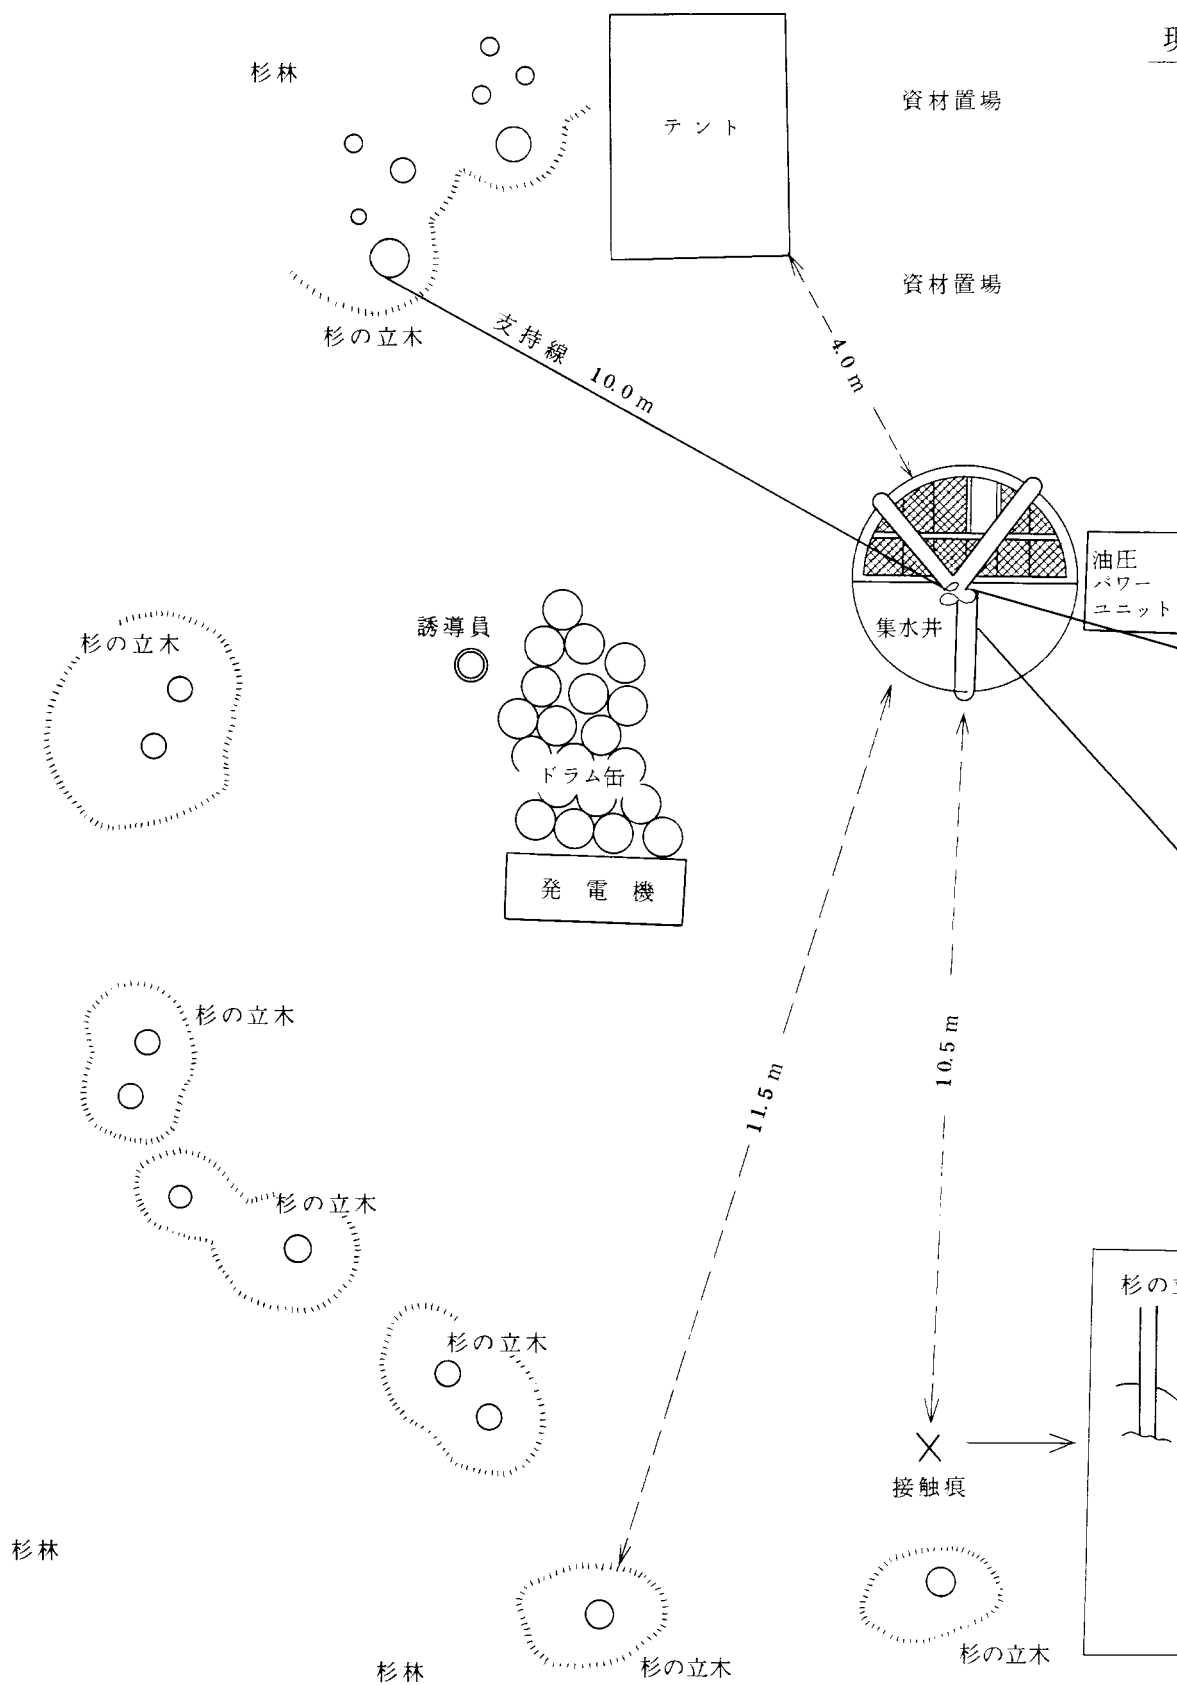 杉林
テント
資材置場
資材置場
杉の立木
支持線 10.0m
4.0m
油圧
パワー
ユニット
集水井
誘導員
杉の立木
ドラム缶
発電機
杉の立木
10.5m
11.5m
杉の立木
杉の立木
接触痕
杉林
杉の立木
杉の立木
杉林